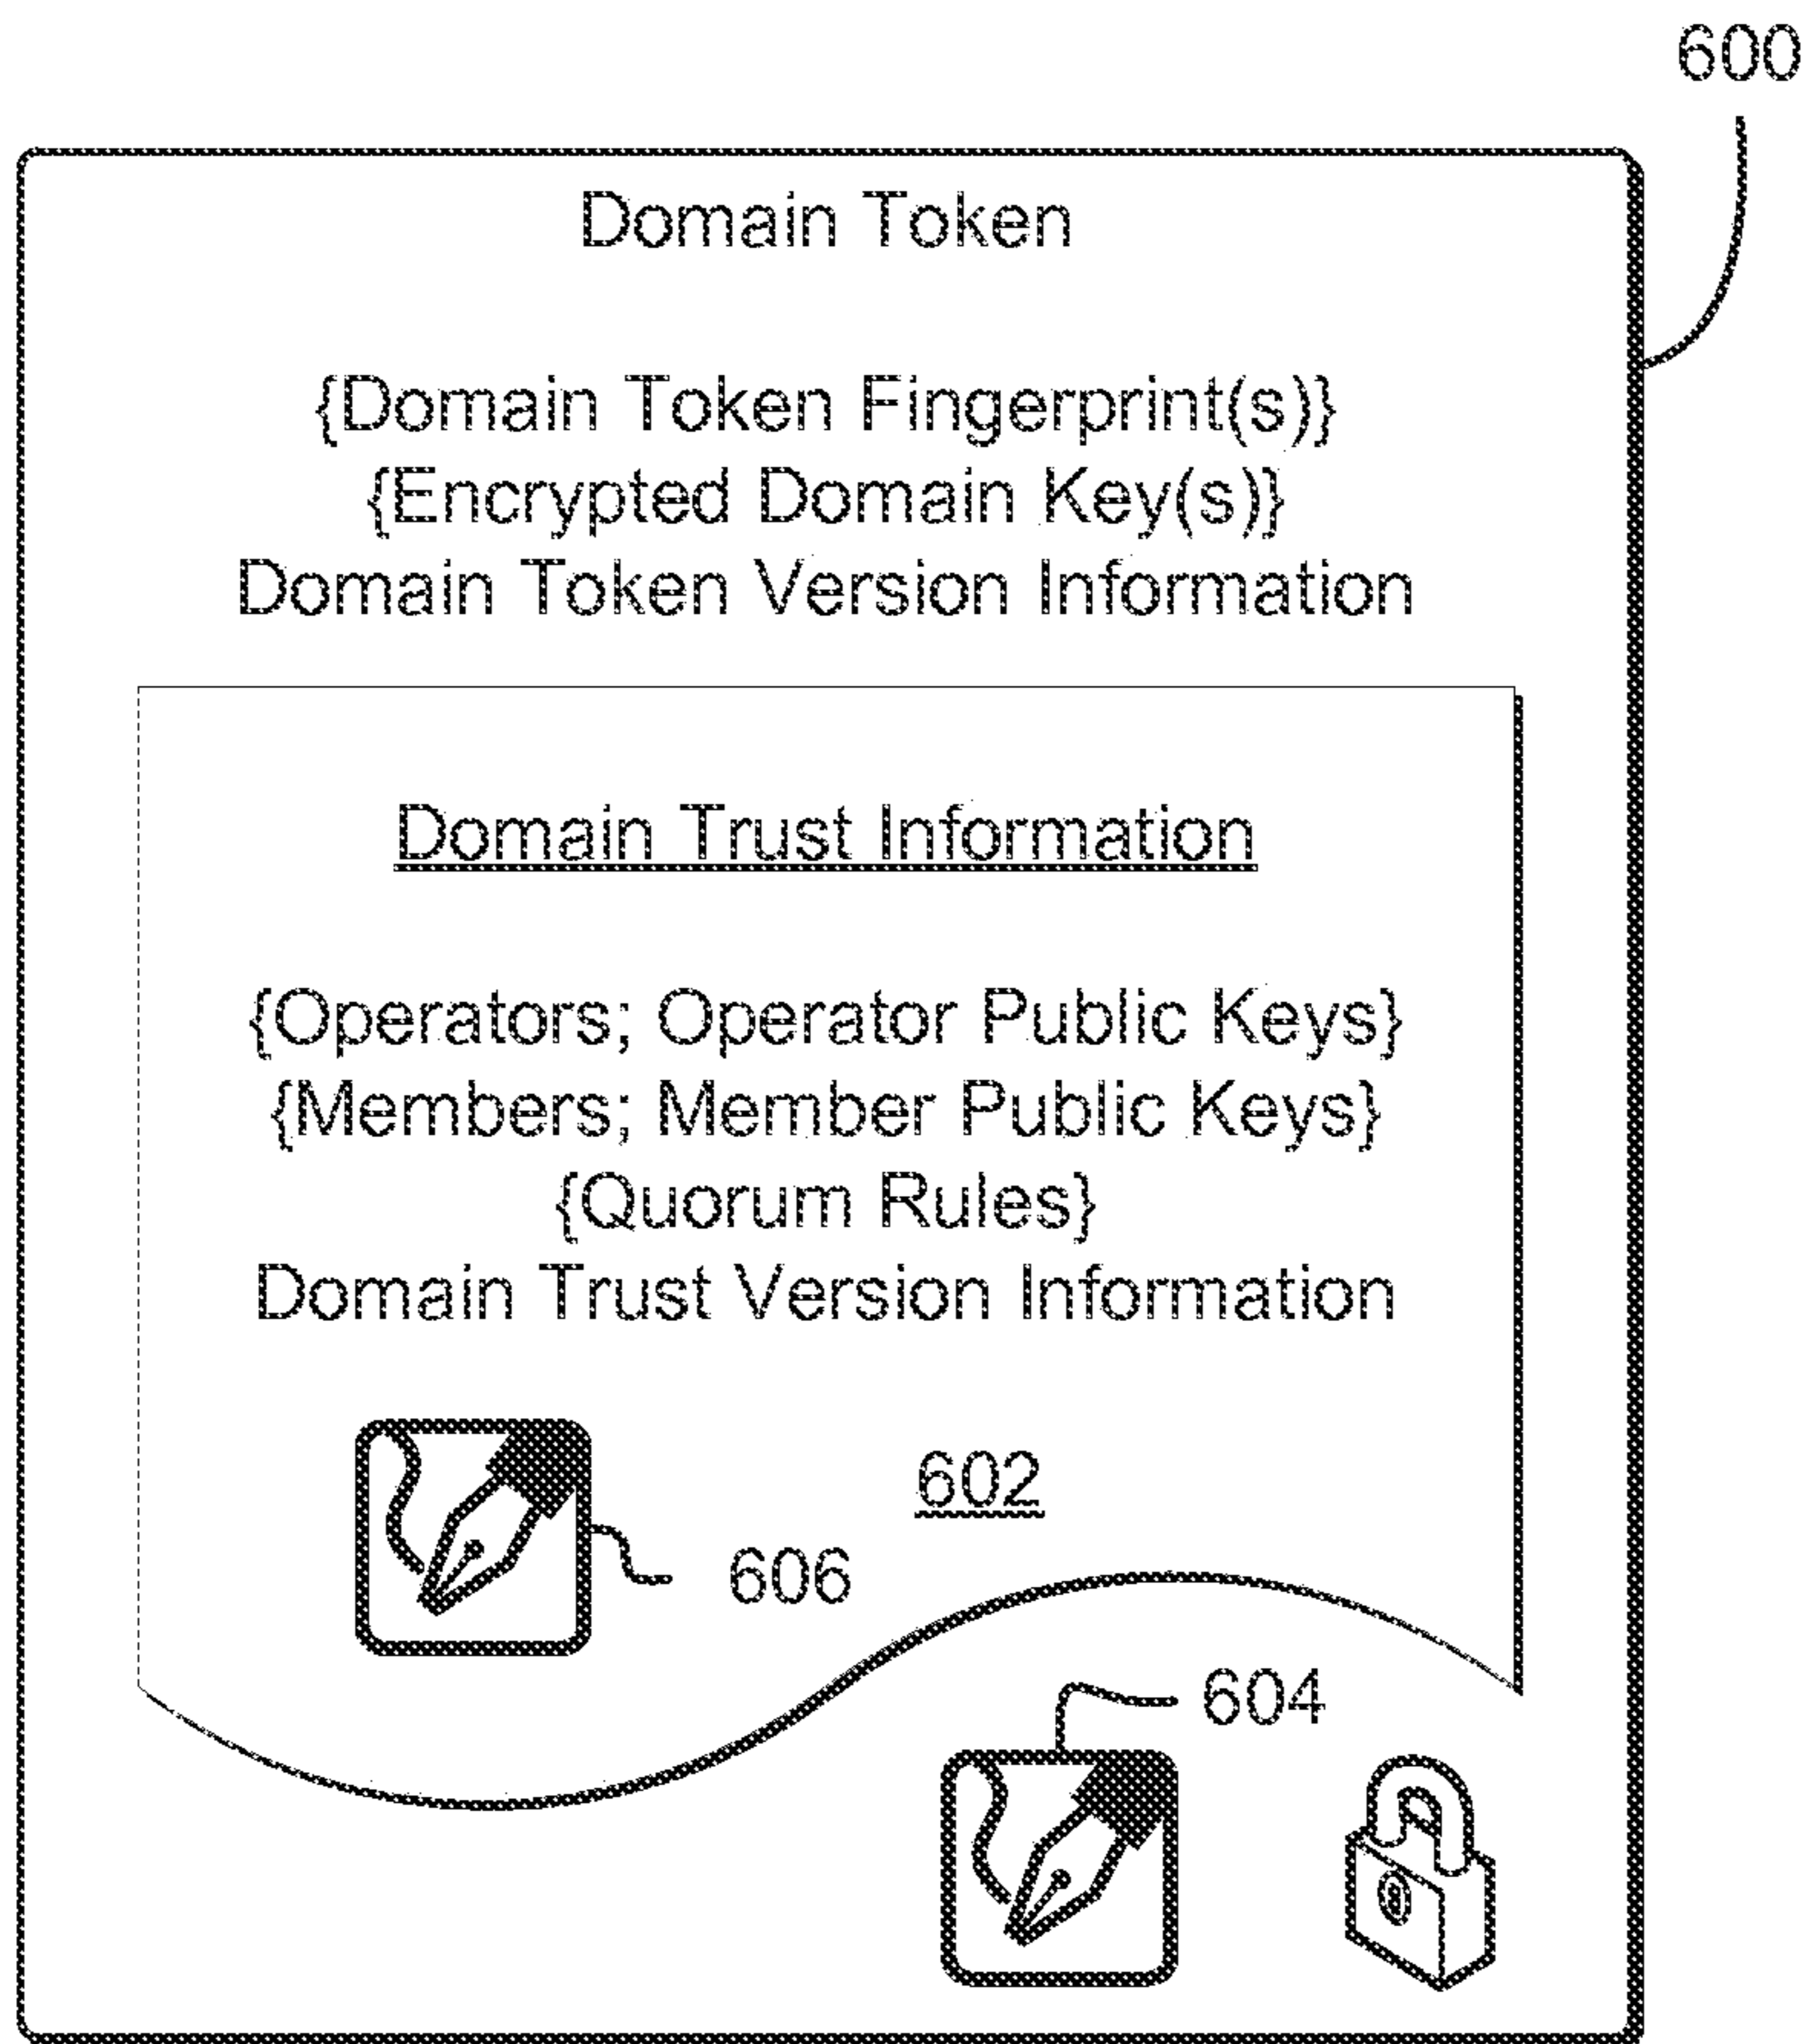 600
Domain Token
{Domain Token Fingerprint(s)}
{Encrypted Domain Key(s)}
Domain Token Version Information
Domain Trust Information
{Operators; Operator Public Keys}
{Members; Member Public Keys}
{Quorum Rules}
Domain Trust Version Information
602
606
604